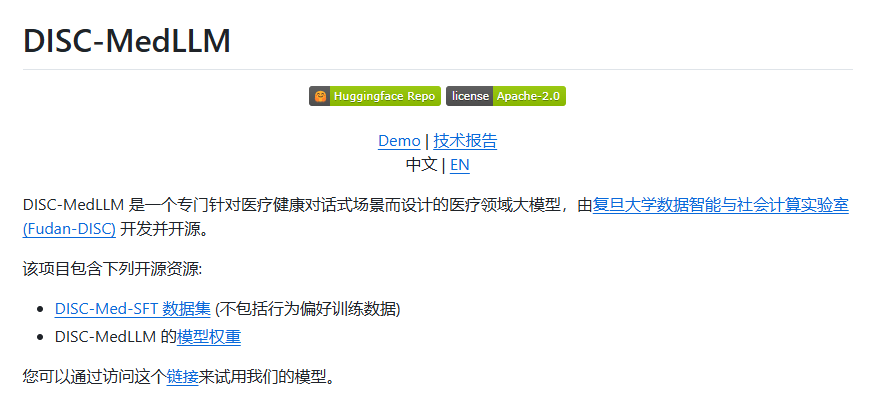 DISC-MedLLM
Huggingface Repo license Apache-2.0
Demo | 技术报告
中文 | EN
DISC-MedLLM 是一个专门针对医疗健康对话式场景而设计的医疗领域大模型，由复旦大学数据智能与社会计算实验室
(Fudan-DISC) 开发并开源。
该项目包含下列开源资源:
• DISC-Med-SFT 数据集 (不包括行为偏好训练数据)
• DISC-MedLLM 的模型权重
您可以通过访问这个链接来试用我们的模型。